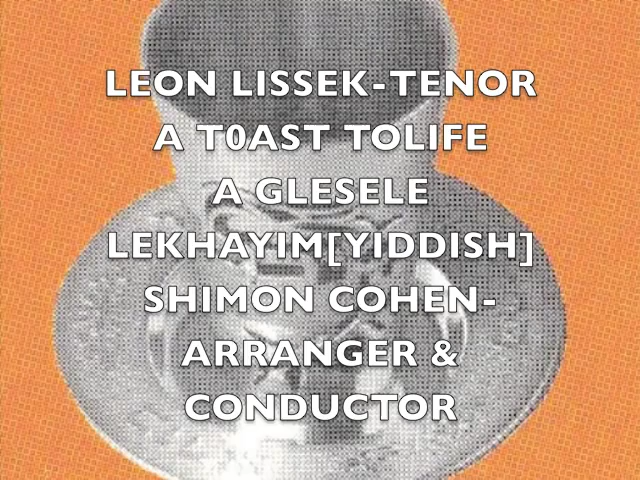 LEON LISSEK-TENOR
A T0AST TOLIFE
A GLESELE
LEKHAYIM[YIDDISH]
SHIMON COHEN-
ARRANGER &
CONDUCTOR